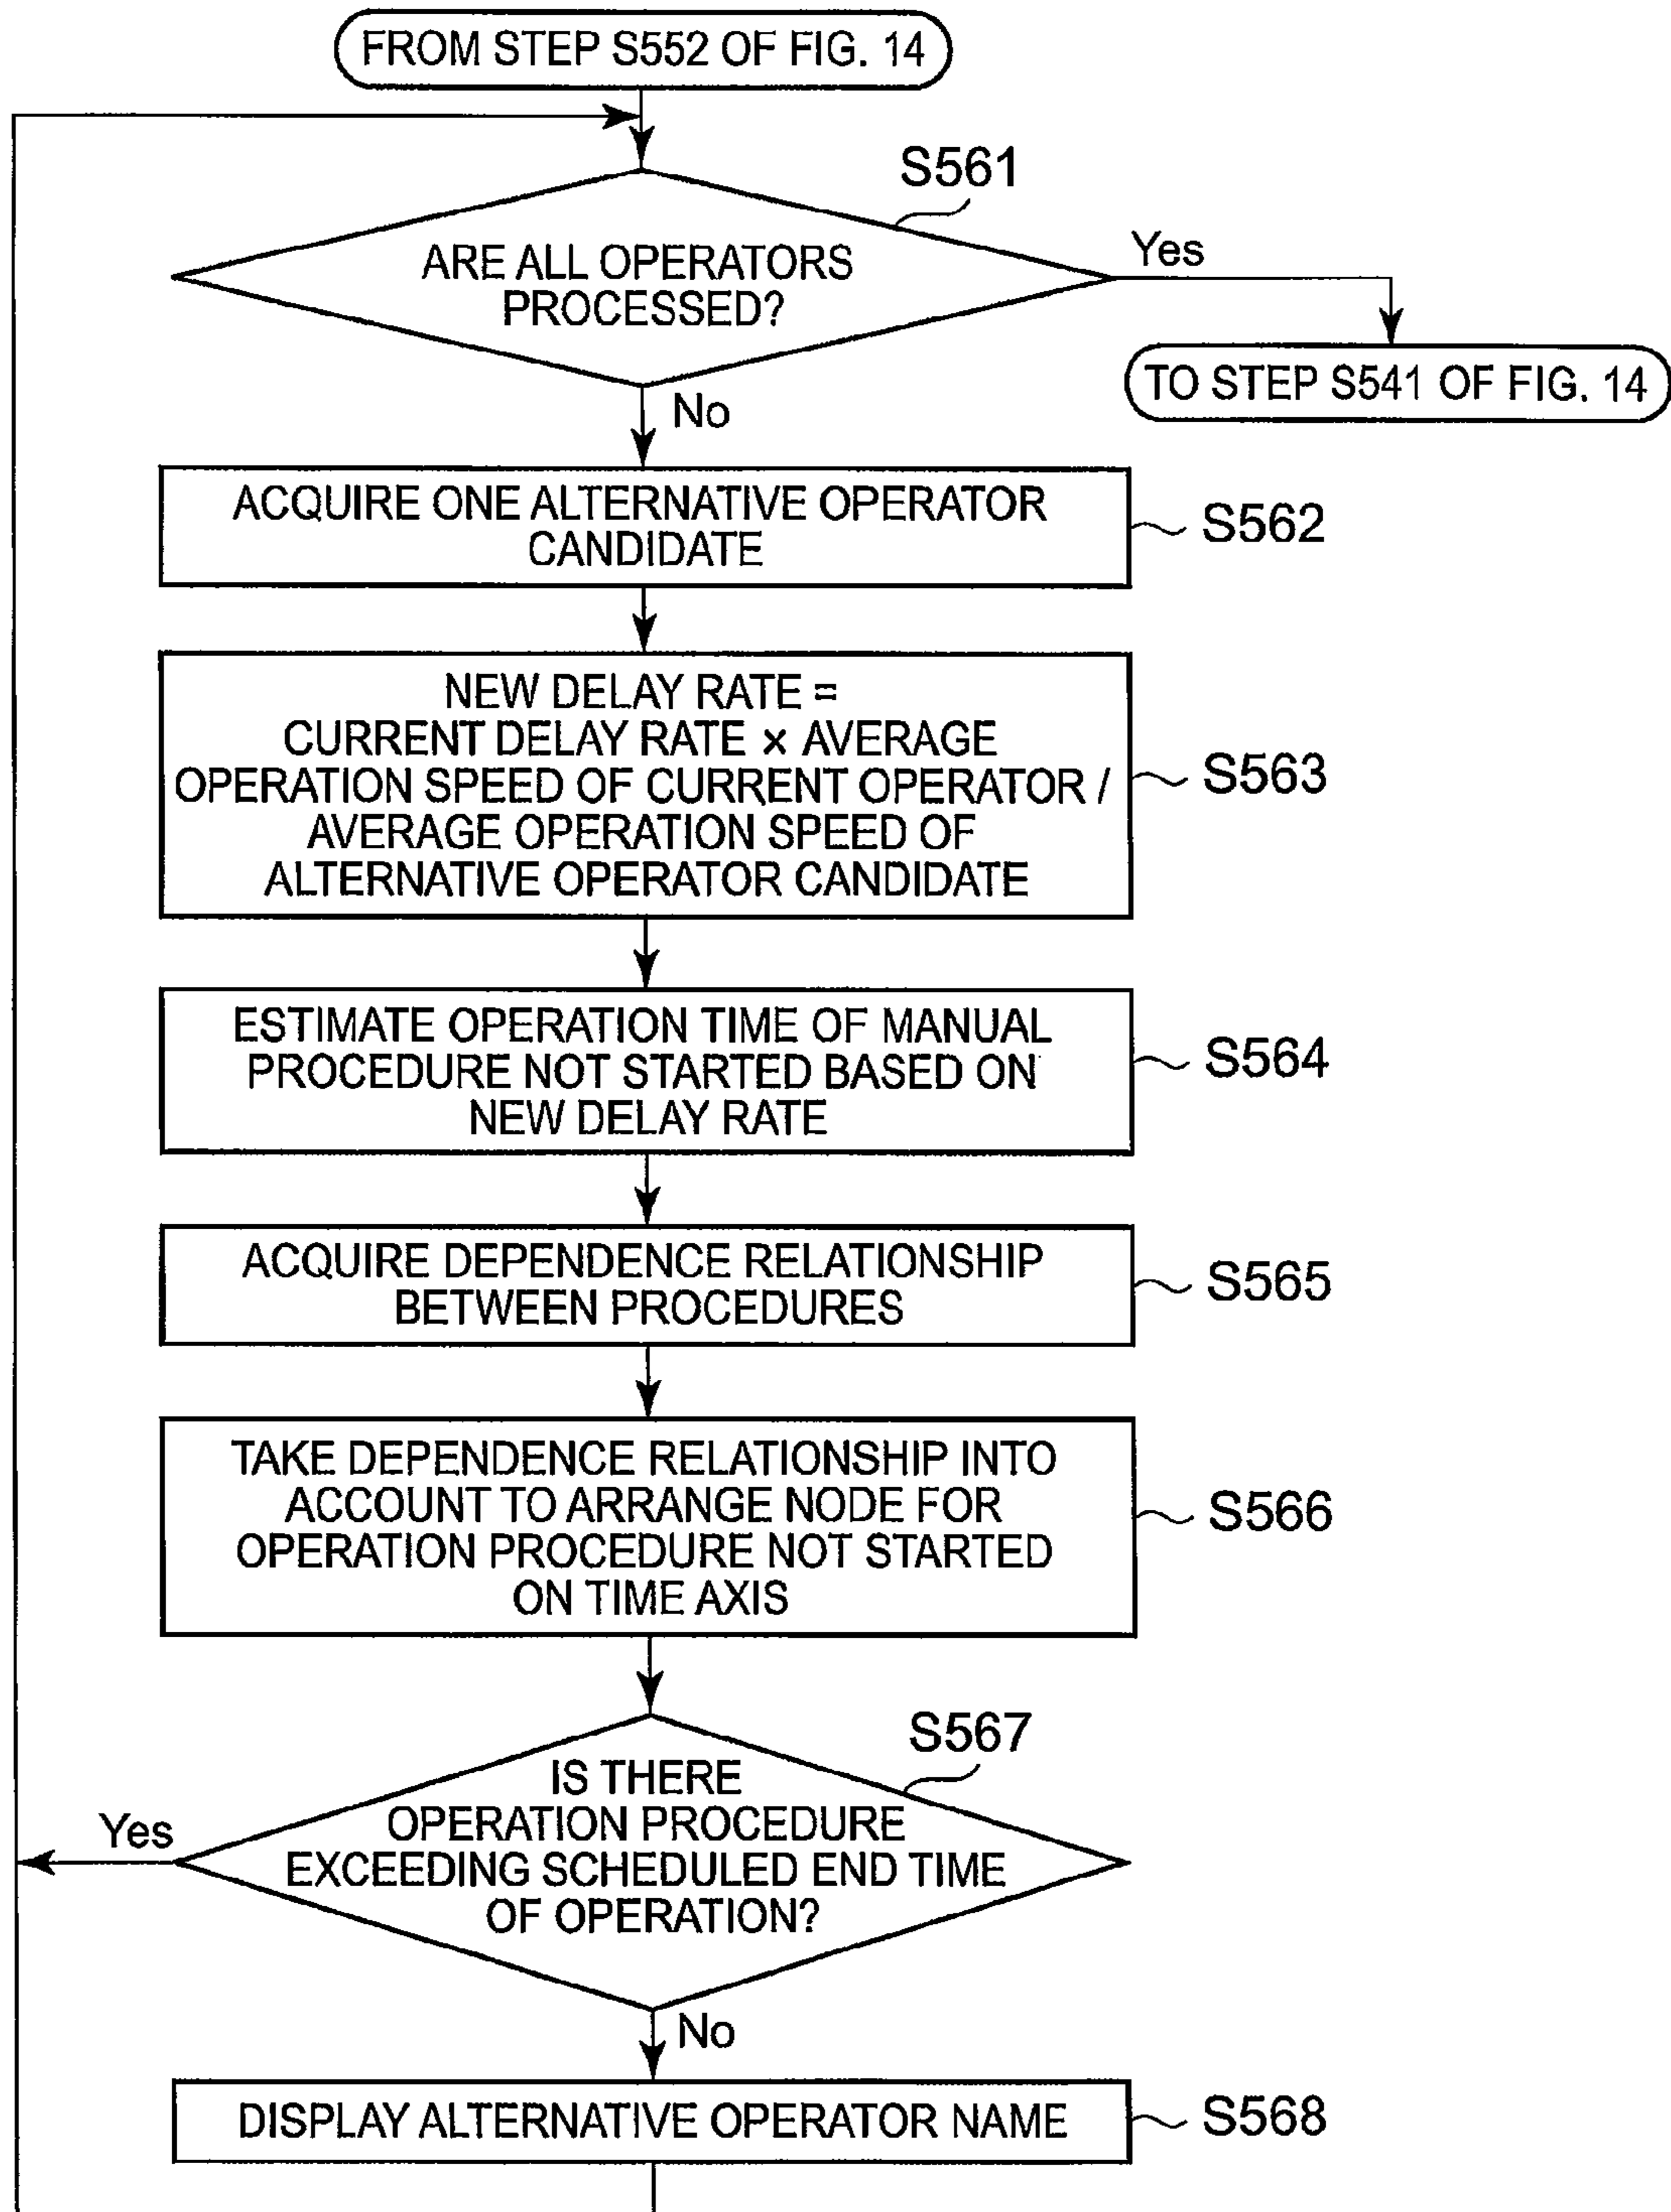 FROM STEP S552 OF FIG. 14
S561
ARE ALL OPERATORS
PROCESSED?
Yes
TO STEP S541 OF FIG. 14
No
ACQUIRE ONE ALTERNATIVE OPERATOR
CANDIDATE
S562
NEW DELAY RATE =
CURRENT DELAY RATE × AVERAGE
OPERATION SPEED OF CURRENT OPERATOR /
AVERAGE OPERATION SPEED OF
ALTERNATIVE OPERATOR CANDIDATE
S563
ESTIMATE OPERATION TIME OF MANUAL
PROCEDURE NOT STARTED BASED ON
NEW DELAY RATE
S564
ACQUIRE DEPENDENCE RELATIONSHIP
BETWEEN PROCEDURES
S565
TAKE DEPENDENCE RELATIONSHIP INTO
ACCOUNT TO ARRANGE NODE FOR
OPERATION PROCEDURE NOT STARTED
ON TIME AXIS
S566
S567
IS THERE
OPERATION PROCEDURE
EXCEEDING SCHEDULED END TIME
OF OPERATION?
Yes
No
DISPLAY ALTERNATIVE OPERATOR NAME
S568